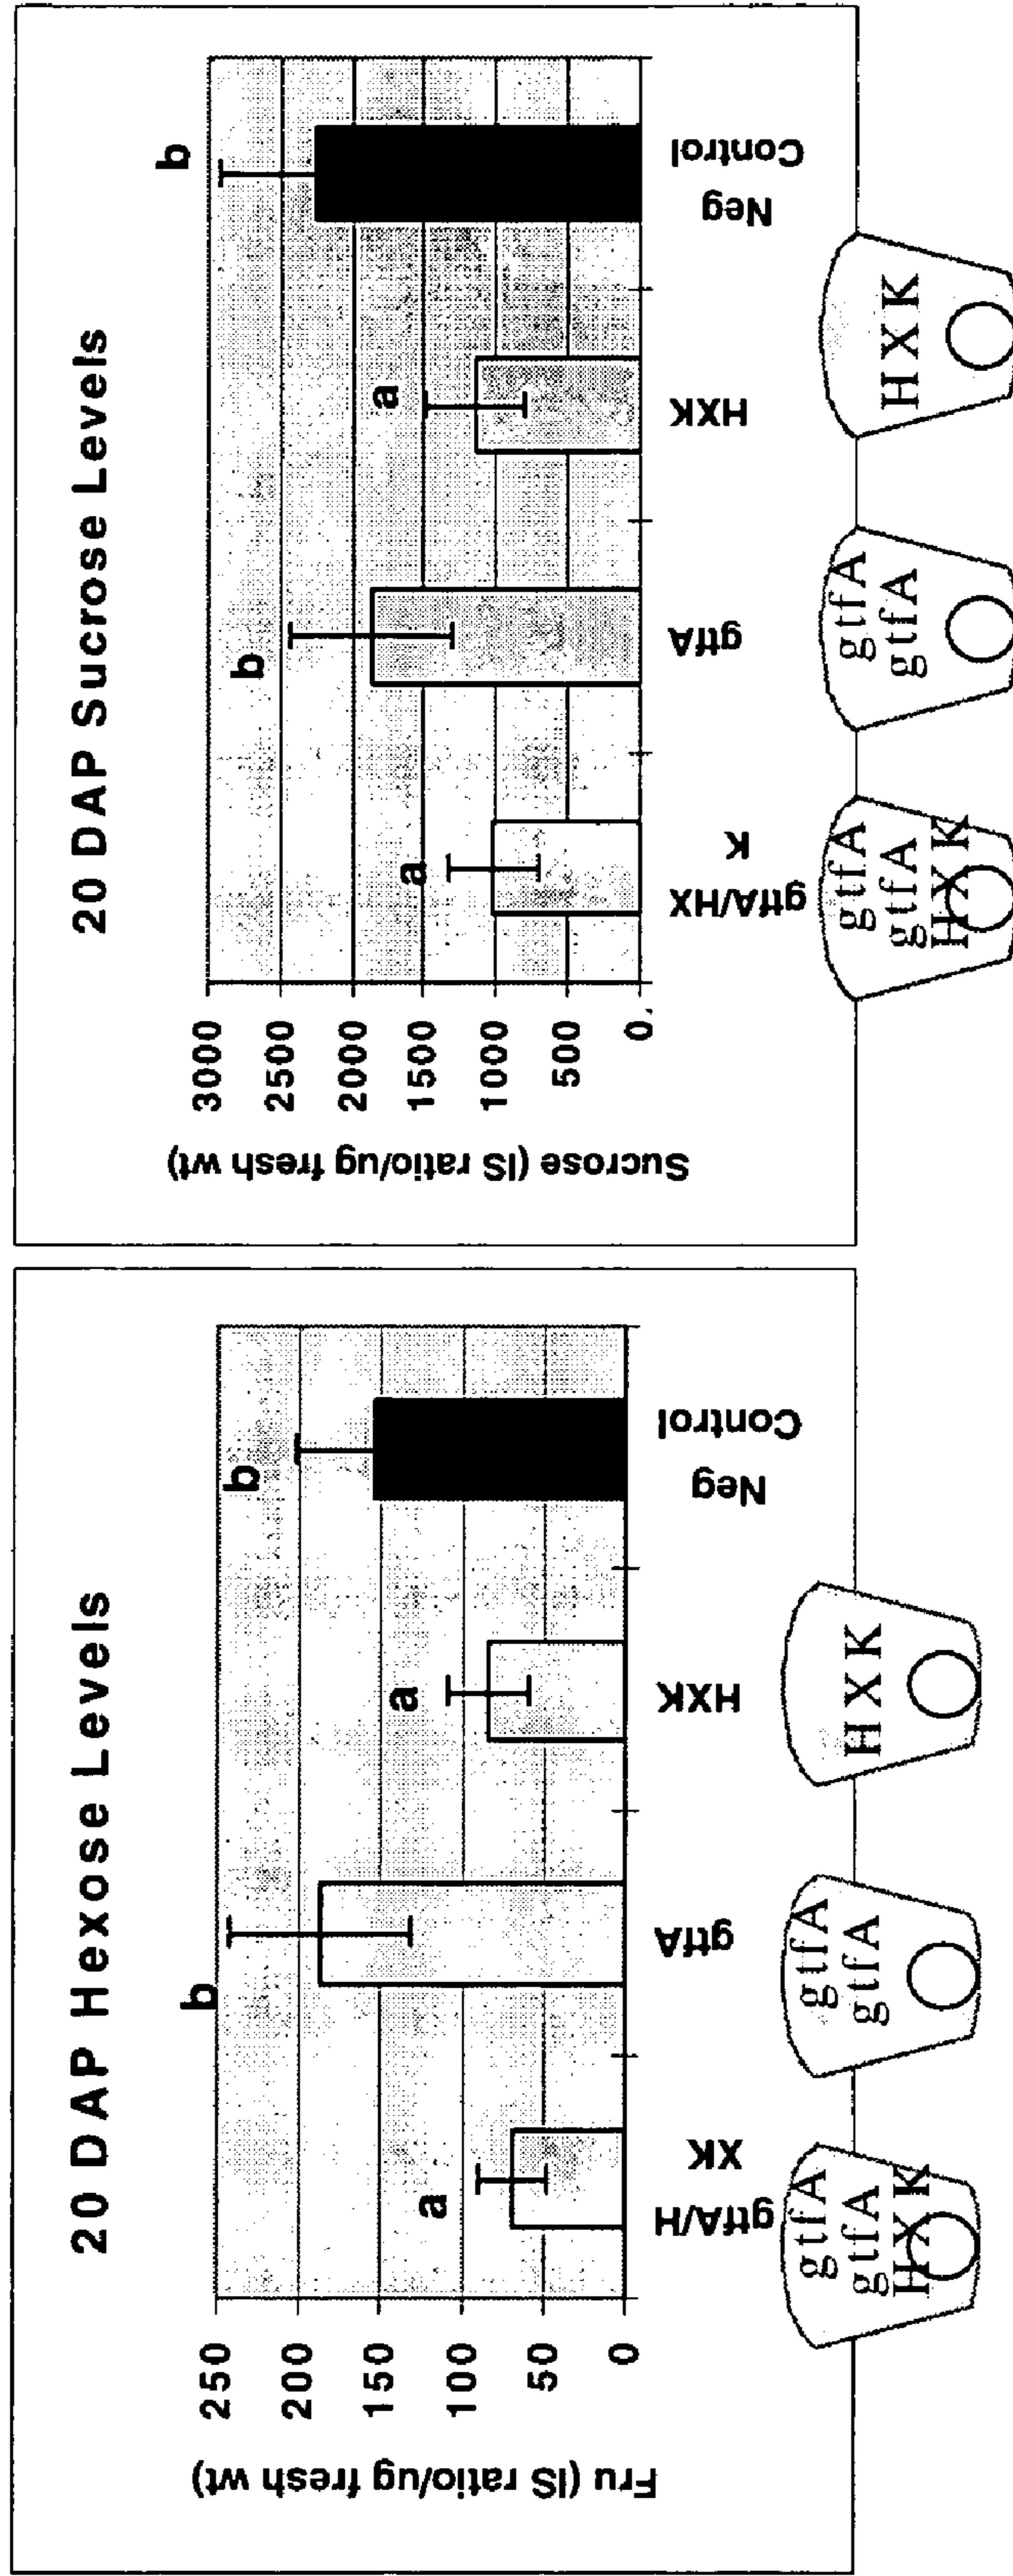 20 DAP Hexose Levels
Fru (IS ratio/ug fresh wt)
250
200
150
100
50
0
a
b
a
b
gtfA/H
XK
gtfA
HXK
Neg
Control
gtfA
gtfA
HXK
gtfA
gtfA
HXK
20 DAP Sucrose Levels
Sucrose (IS ratio/ug fresh wt)
3000
2500
2000
1500
1000
500
0.
a
b
a
b
gtfA/HX
K
gtfA
HXK
Neg
Control
gtfA
gtfA
HXK
gtfA
gtfA
HXK